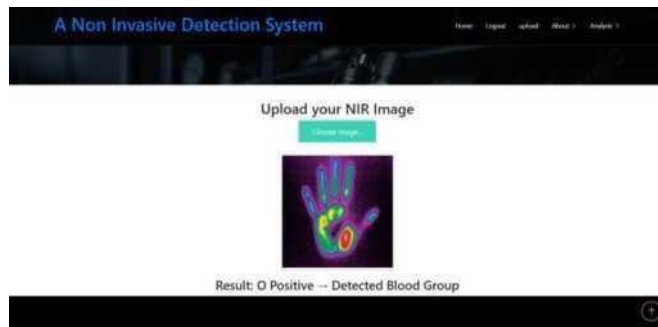 A Non Invasive Detection System
Home Logout upload About > Analysis >
Upload your NIR Image
Choose Image...
Result: O Positive -- Detected Blood Group